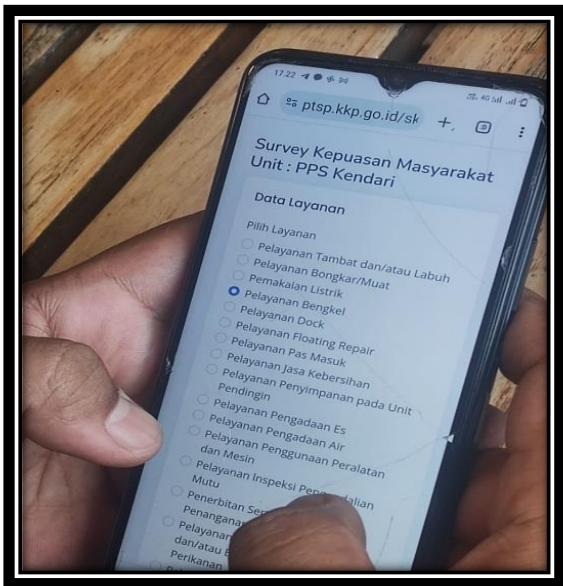 17.22
4G
ptsp.kkp.go.id/sk
Survey Kepuasan Masyarakat
Unit : PPS Kendari
Data Layanan
Pilih Layanan
Pelayanan Tambat dan/atau Labuh
Pelayanan Bongkar/Muat
Pemakaian Listrik
Pelayanan Bengkel
Pelayanan Dock
Pelayanan Floating Repair
Pelayanan Pas Masuk
Pelayanan Jasa Kebersihan
Pelayanan Penyimpanan pada Unit
Pendingin
Pelayanan Pengadaan Es
Pelayanan Pengadaan Air
Pelayanan Penggunaan Peralatan
dan Mesin
Pelayanan Inspeksi
Mutu
Penerbitan
Pelayanan
dan/atau
Perikanan